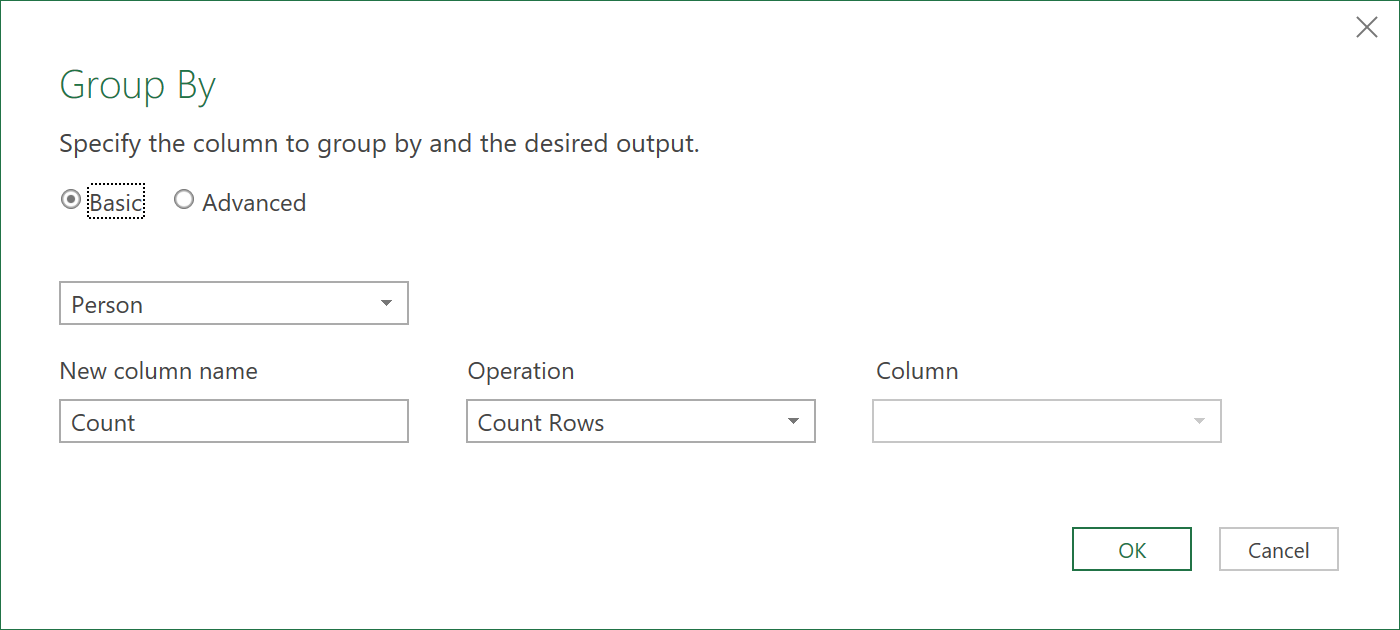 Group By
Specify the column to group by and the desired output.
Basic Advanced
Person
New column name Operation Column
Count Count Rows
OK Cancel